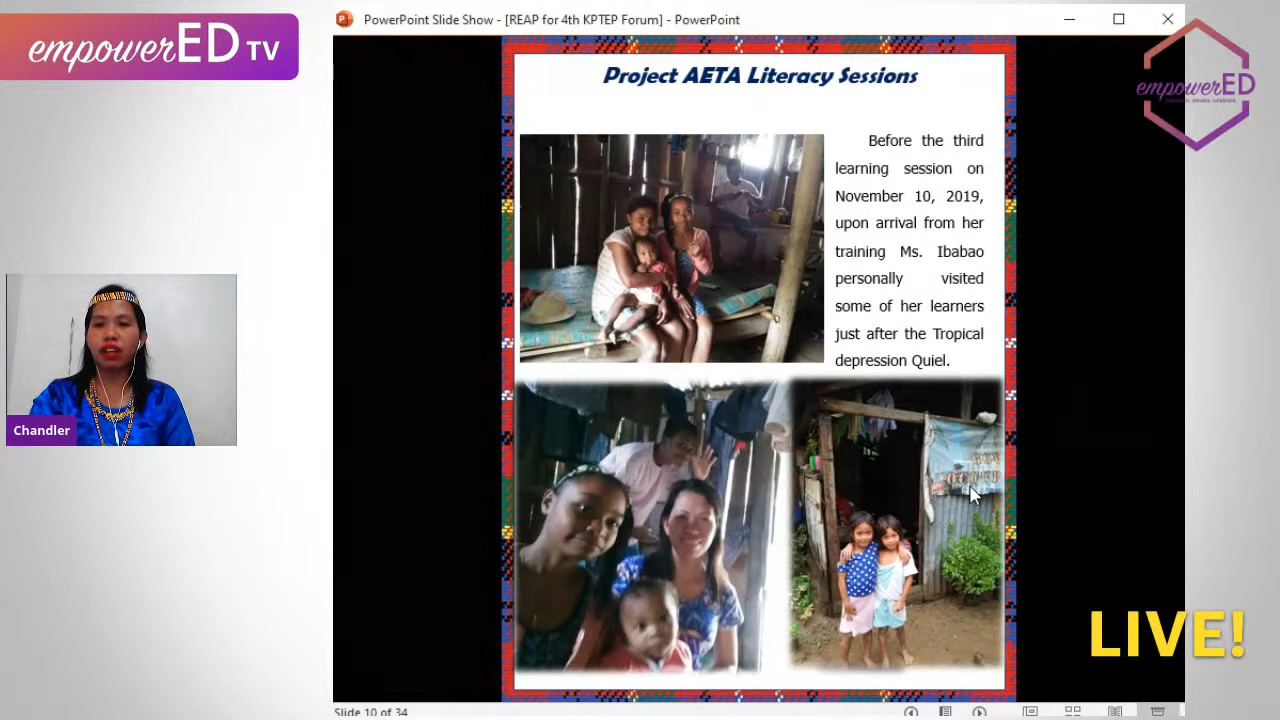 empowerED TV
PowerPoint Slide Show - [REAP for 4th KPTEP Forum] - PowerPoint
empowerED
Project AETA Literacy Sessions
Before the third
learning session on
November 10, 2019,
upon arrival from her
training Ms. Ibabao
personally visited
some of her learners
just after the Tropical
depression Quiel.
Chandler
LIVE!
Slide 10 of 34